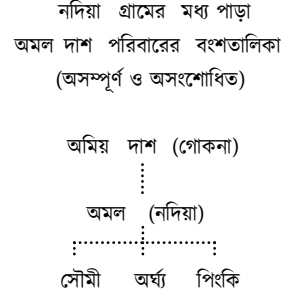 নদিয়া গ্রামের মধ্য পাড়া
অমল দাশ পরিবারের বংশতালিকা
(অসম্পূর্ণ ও অসংশোধিত)
অমিয় দাশ (গোকনা)
অমল (নদিয়া)
সৌমী অর্ঘ্য পিংকি